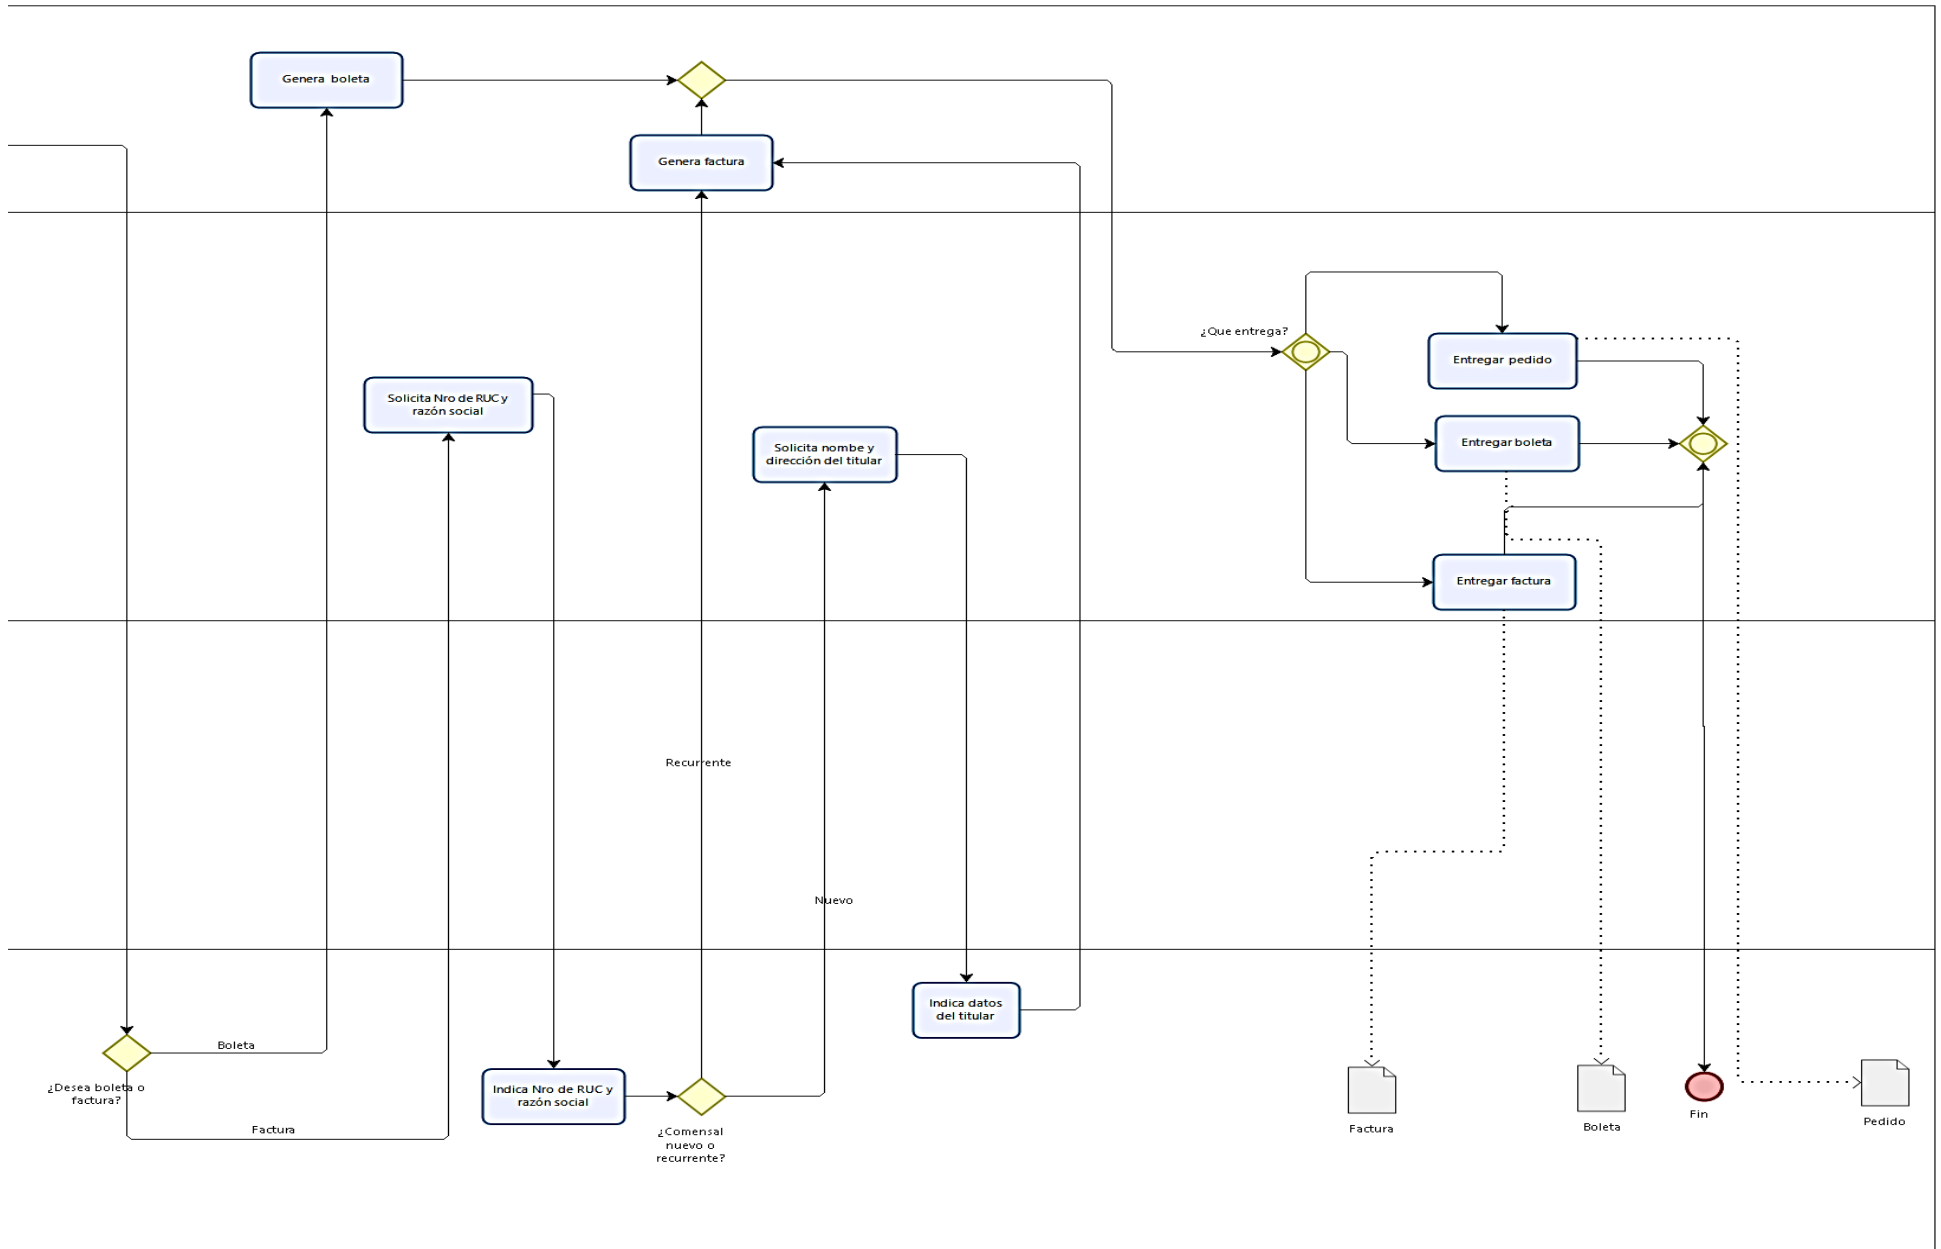 Genera boleta
Genera factura
¿Que entrega?
Entregar pedido
Solicita Nro de RUC y
razón social
Solicita nombe y
dirección del titular
Entregar boleta
Entregar factura
Recurrente
Nuevo
Indica datos
del titular
Boleta
¿Desea boleta o
factura?
Factura
Indica Nro de RUC y
razón social
¿Comensal
nuevo o
recurrente?
Factura
Boleta
Fin
Pedido